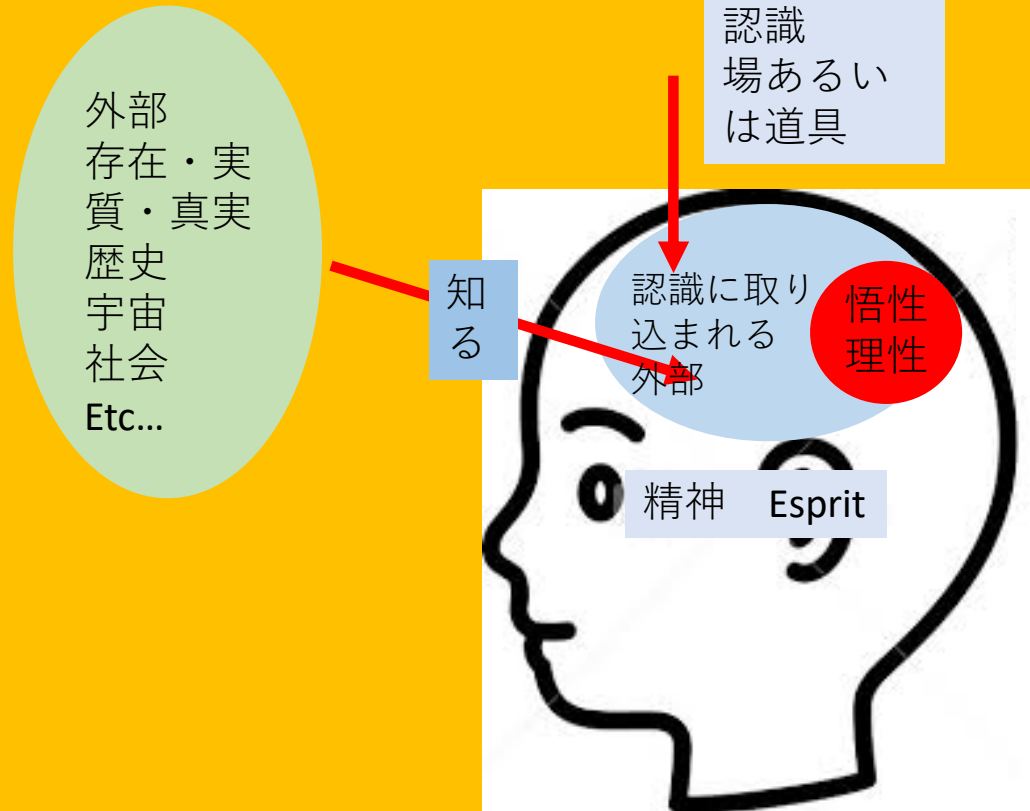 外部
存在・実
質・真実
歴史
宇宙
社会
Etc…
知
る
認識
場あるい
は道具
認識に取り
込まれる
外部
悟性
理性
精神　Esprit